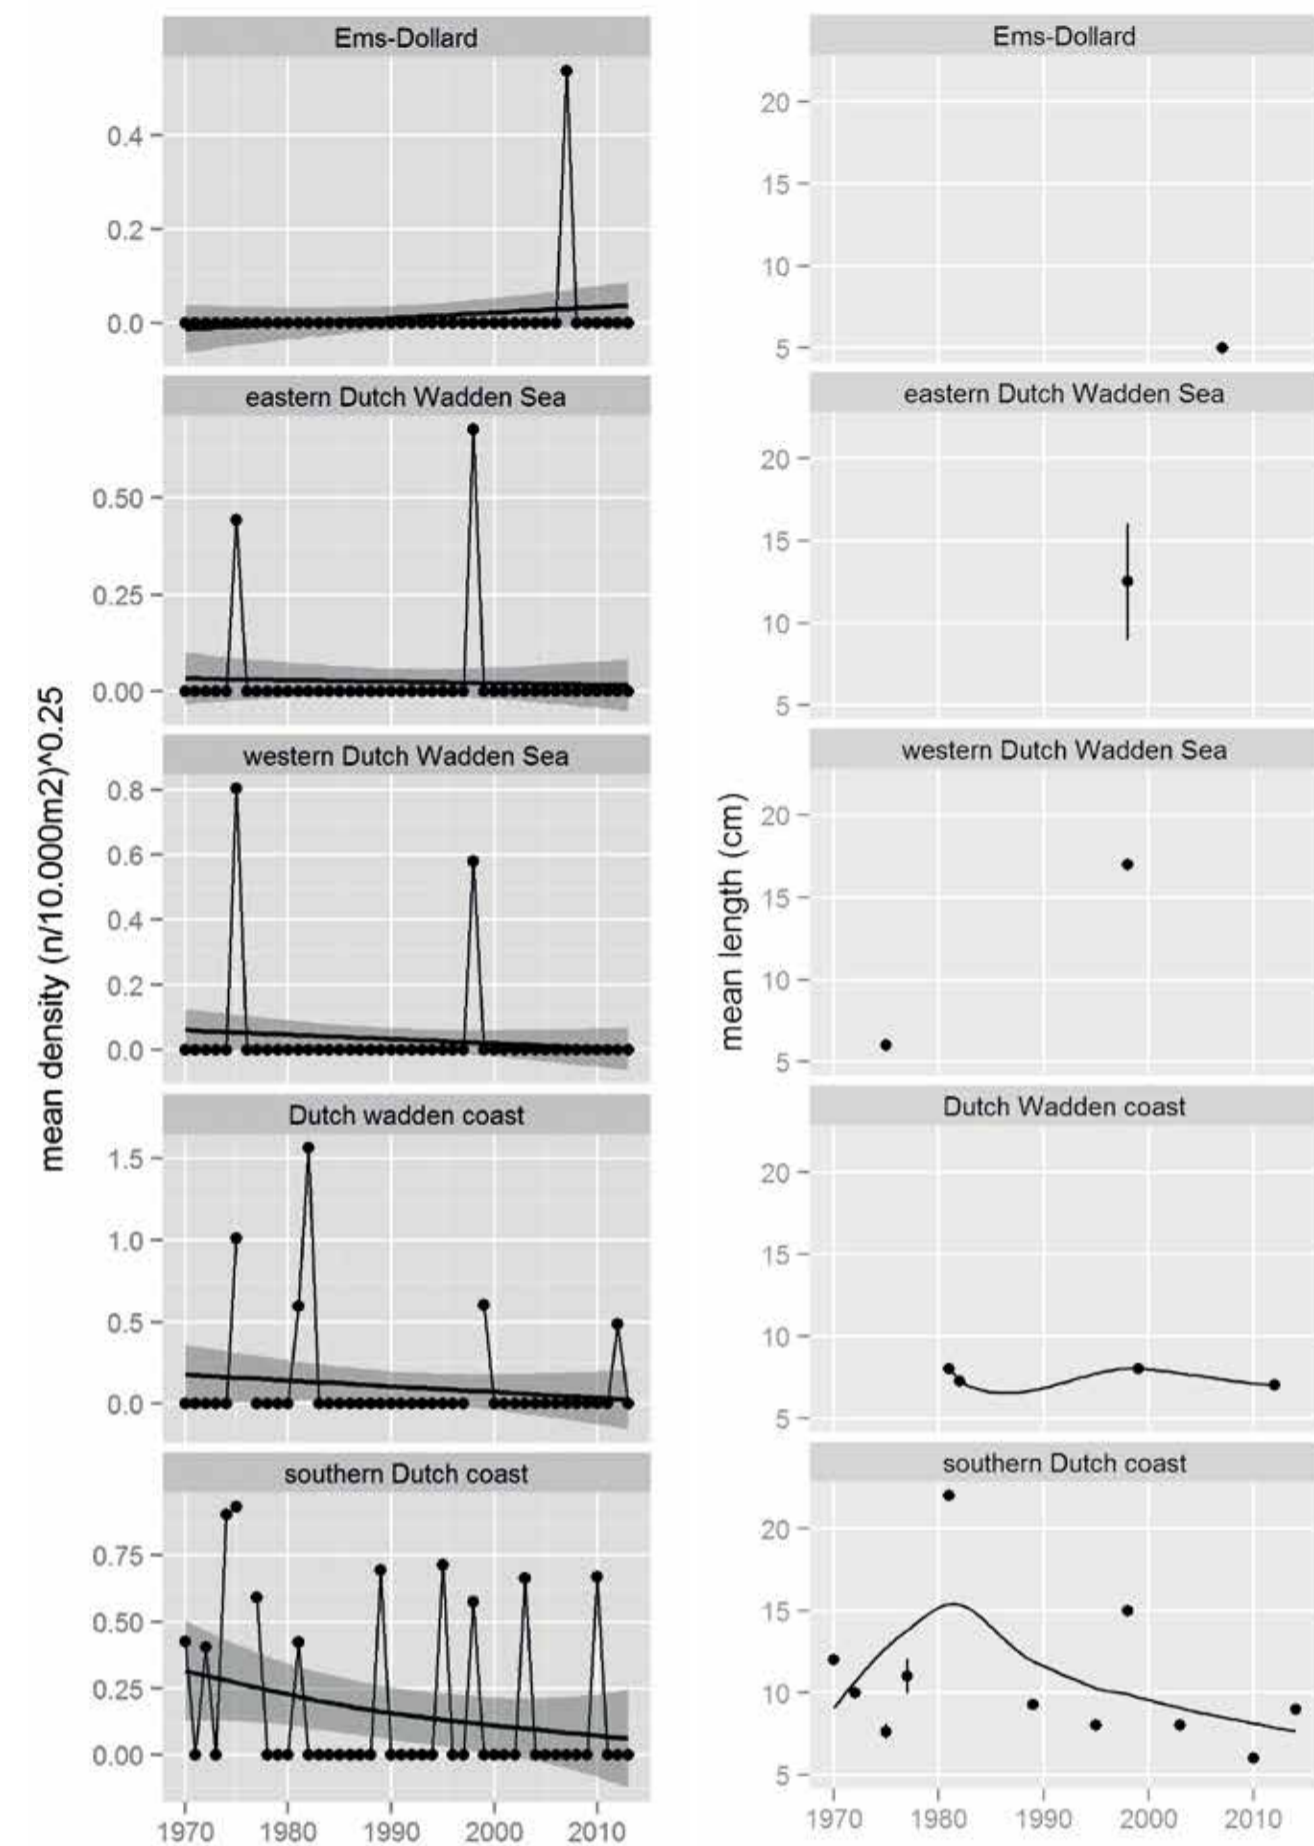 mean density (n/10.000m2)^0.25
Ems-Dollard
0.4
0.2
0.0
eastern Dutch Wadden Sea
0.50
0.25
0.00
western Dutch Wadden Sea
0.8
0.6
0.4
0.2
0.0
Dutch wadden coast
1.5
1.0
0.5
0.0
southern Dutch coast
0.75
0.50
0.25
0.00
1970 1980 1990 2000 2010
mean length (cm)
Ems-Dollard
20
15
10
5
eastern Dutch Wadden Sea
20
15
10
5
western Dutch Wadden Sea
20
15
10
5
Dutch Wadden coast
20
15
10
5
southern Dutch coast
20
15
10
5
1970 1980 1990 2000 2010